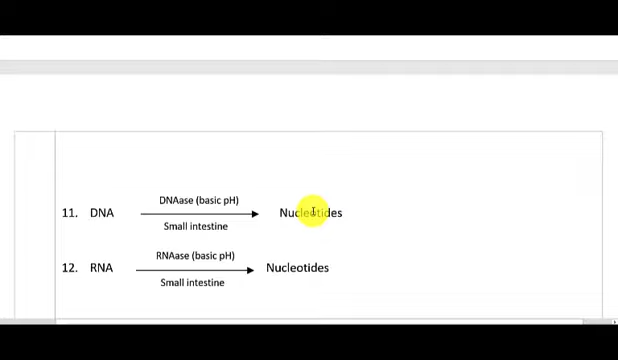 DNAase (basic pH)
11. DNA Nucleotides
Small intestine
RNAase (basic pH)
12. RNA Nucleotides
Small intestine